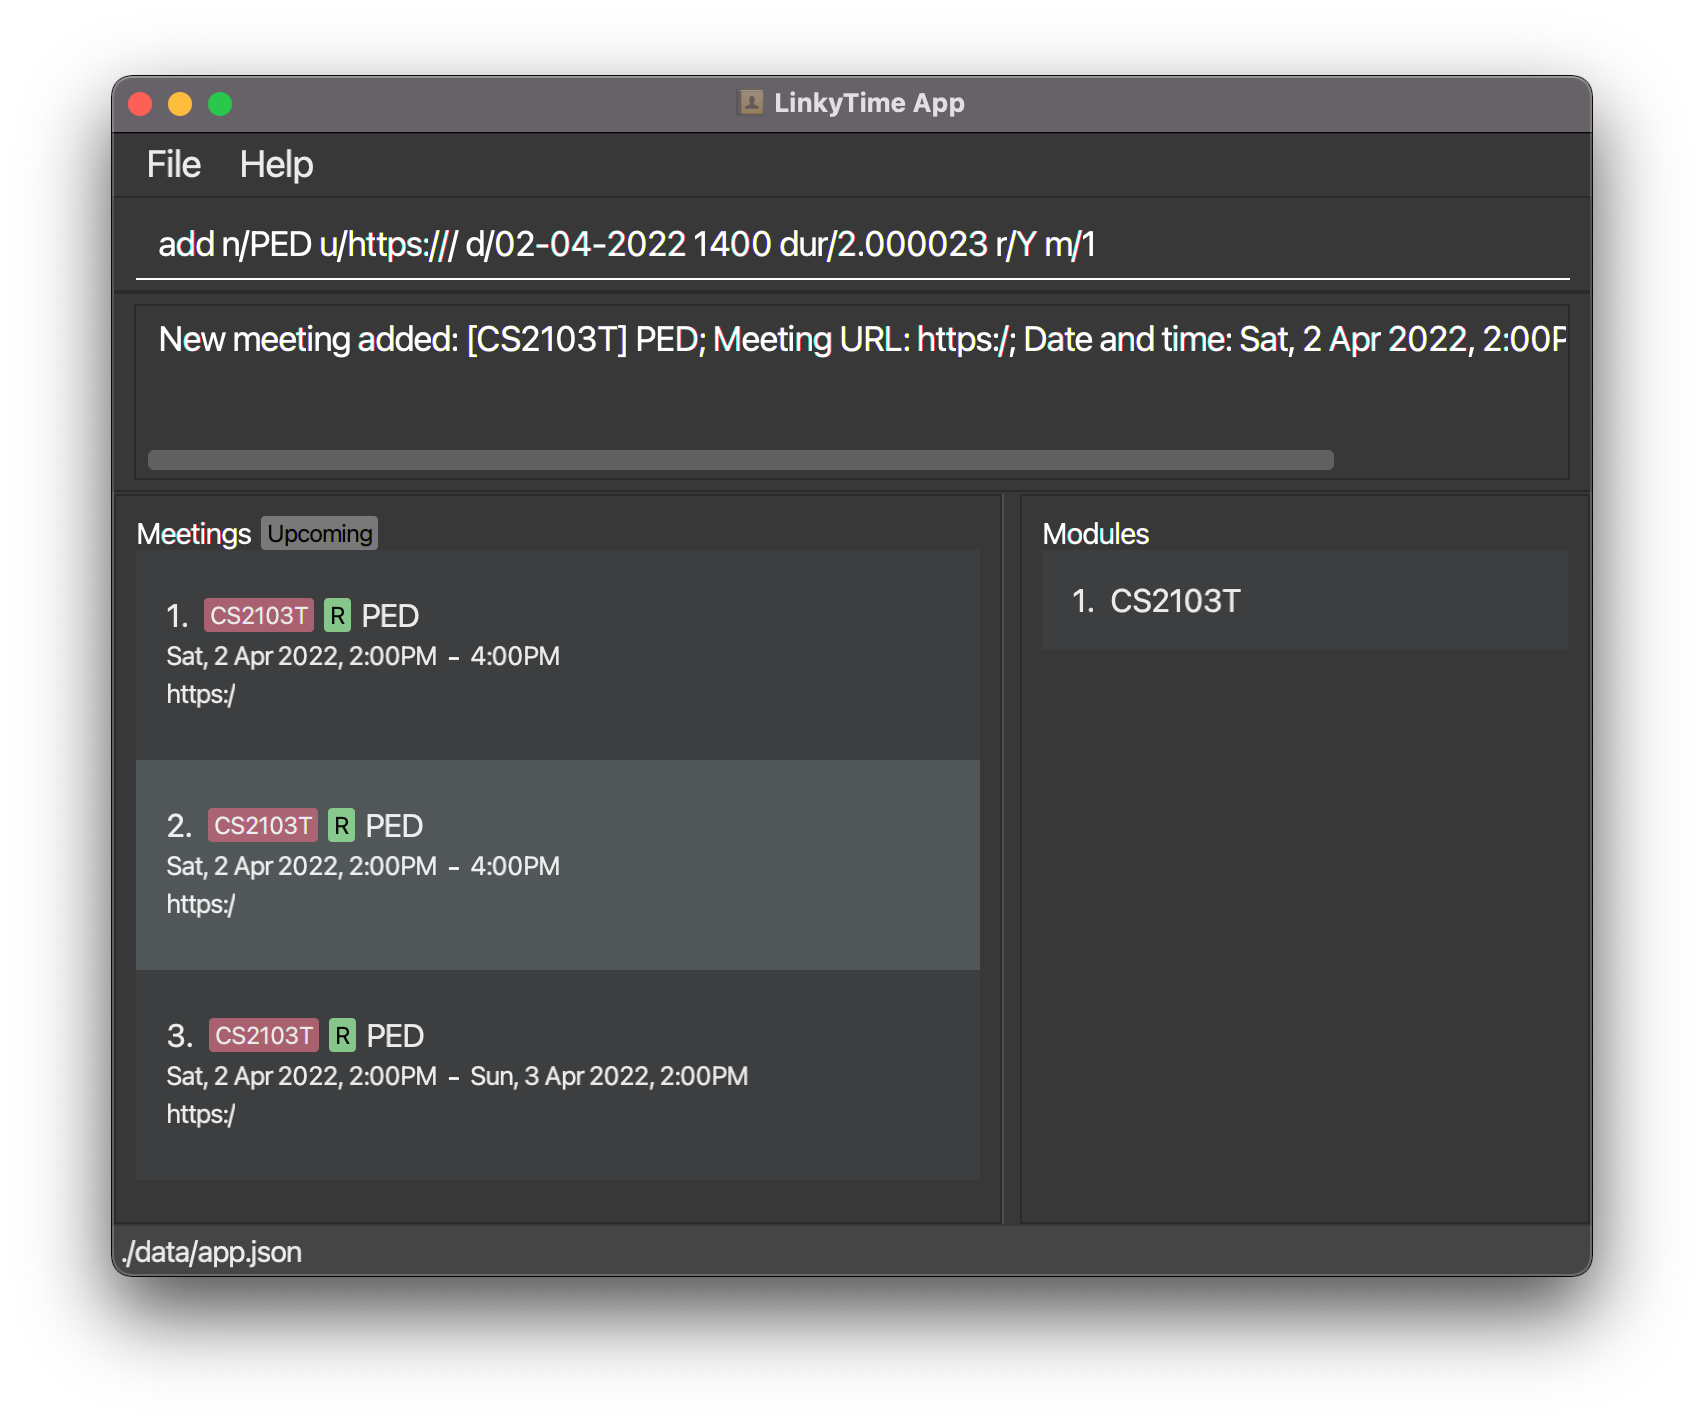 LinkyTime App
File Help
add n/PED u/https:/// d/02-04-2022 1400 dur/2.000023 r/Y m/1
New meeting added: [CS2103T] PED; Meeting URL: https:/; Date and time: Sat, 2 Apr 2022, 2:00P
Meetings Upcoming
1. CS2103T R PED
Sat, 2 Apr 2022, 2:00PM - 4:00PM
https:/
2. CS2103T R PED
Sat, 2 Apr 2022, 2:00PM - 4:00PM
https:/
3. CS2103T R PED
Sat, 2 Apr 2022, 2:00PM - Sun, 3 Apr 2022, 2:00PM
https:/
Modules
1. CS2103T
./data/app.json